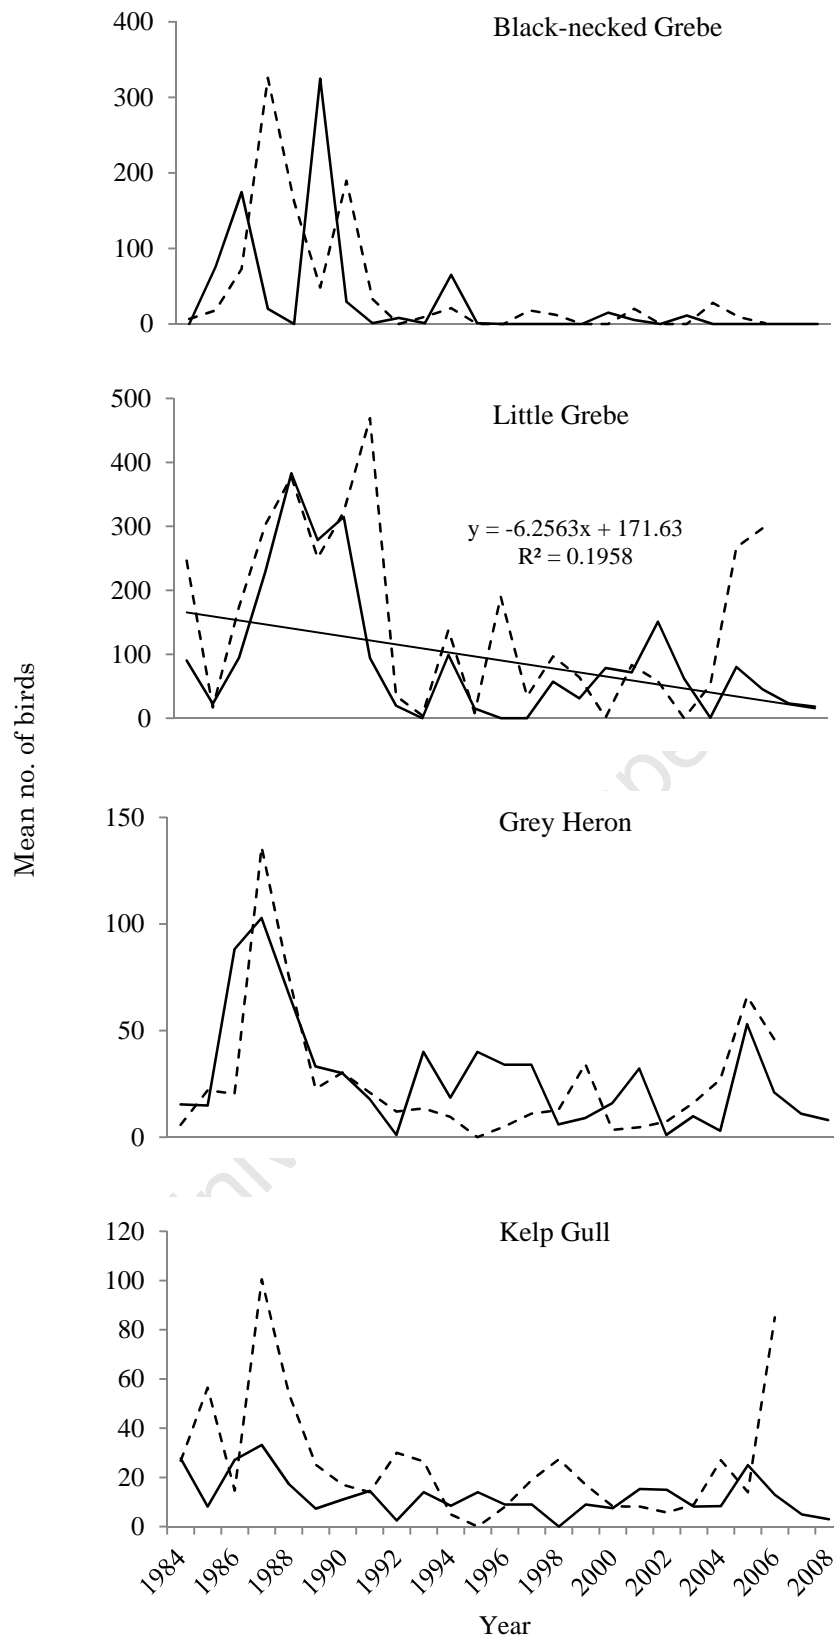 Black-necked Grebe
400
300
200
100
0
Little Grebe
500
400
300
200
100
0
y = -6.2563x + 171.63
R² = 0.1958
Mean no. of birds
Grey Heron
150
100
50
0
Kelp Gull
120
100
80
60
40
20
0
1984 1986 1988 1990 1992 1994 1996 1998 2000 2002 2004 2006 2008
Year